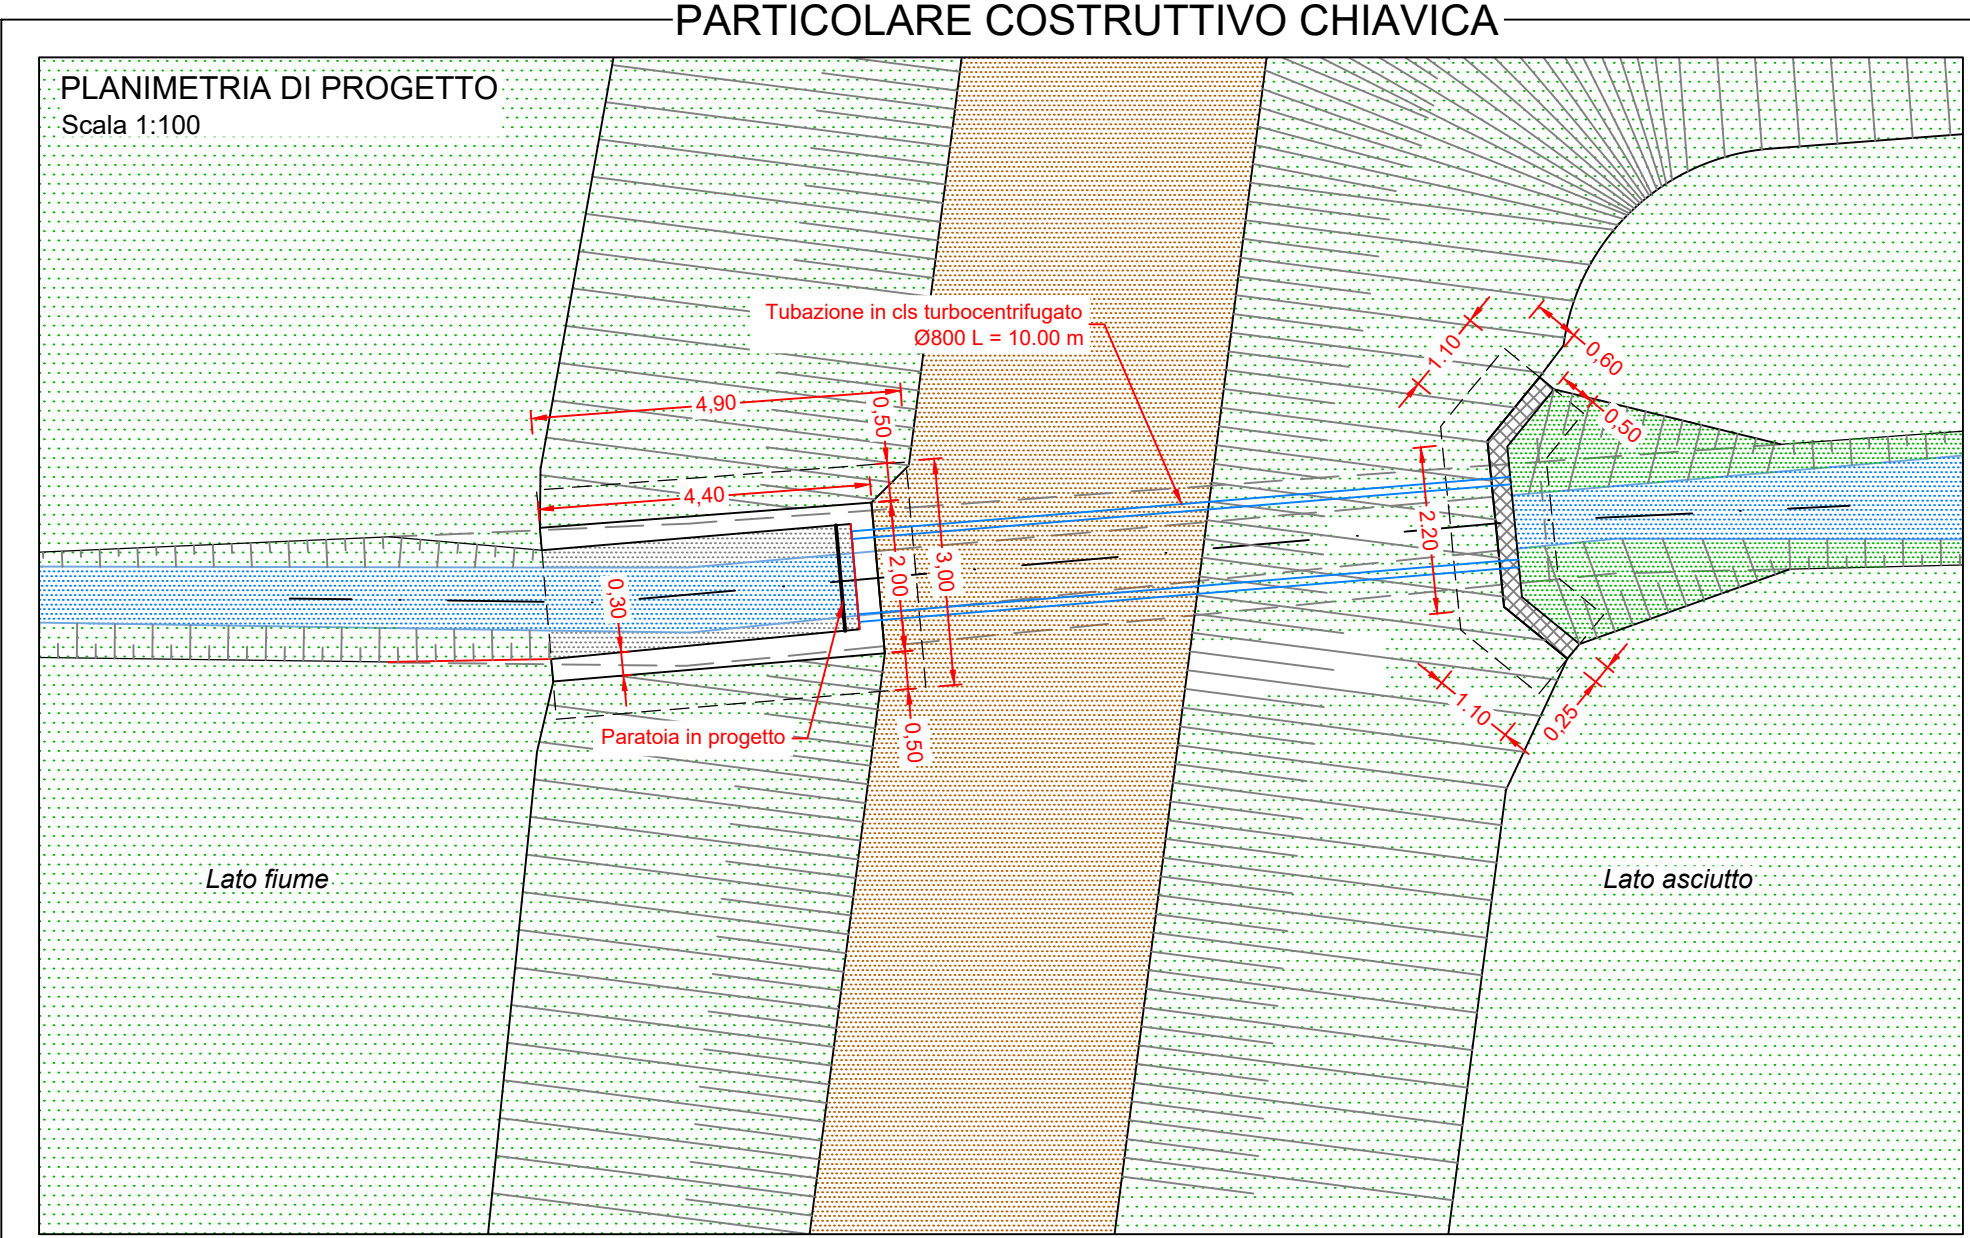 PARTICOLARE COSTRUTTIVO CHIAVICA
PLANIMETRIA DI PROGETTO
Scala 1:100
Tubazione in cls turbocentrifugato
Ø800 L = 10.00 m
1.10
0,60
4,90
0,50
0,50
4,40
2.20
2,00
3,00
0,30
1.10
0,25
0,50
Paratoia in progetto
Lato fiume
Lato asciutto